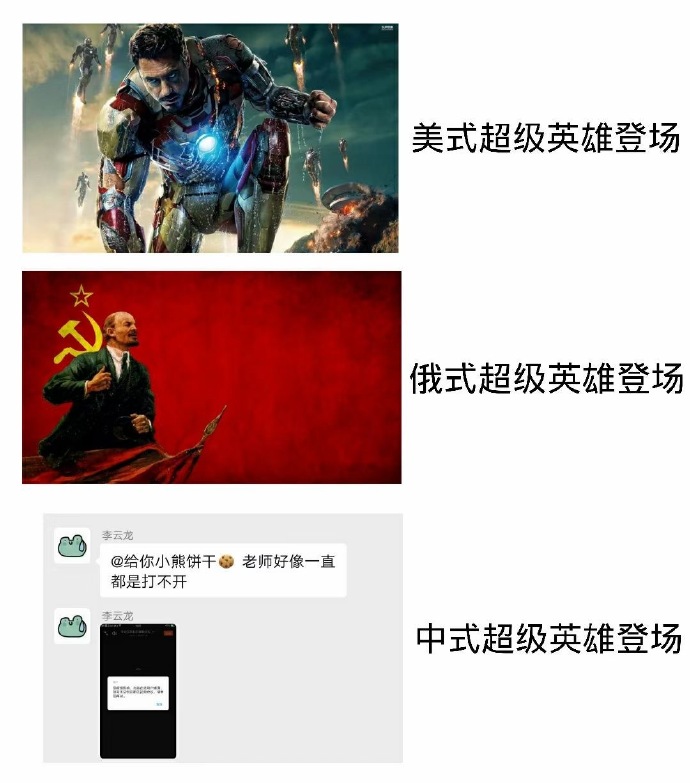 美式超级英雄登场
俄式超级英雄登场
李云龙
@给你小熊饼干🍪 老师好像一直
都是打不开
李云龙
中式超级英雄登场